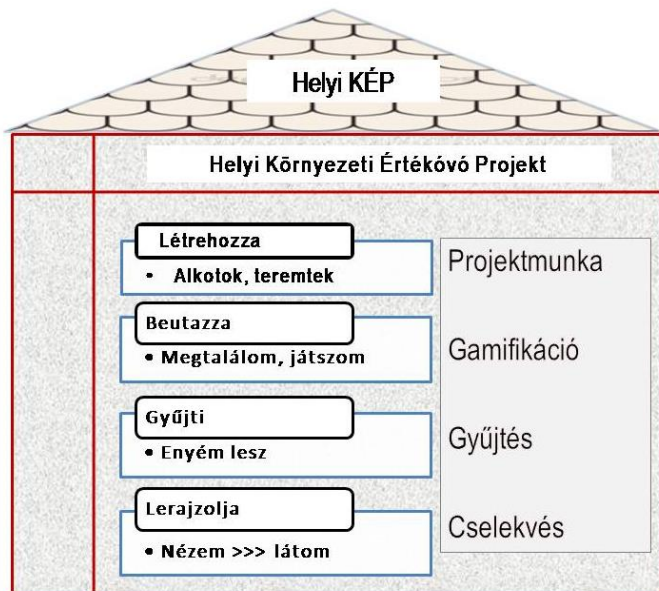 Helyi KÉP
Helyi Környezeti Értékóvó Projekt
Létrehozza
• Alkotok, teremtek
Projektmunka
Beutazza
• Megtalálom, játszom
Gamifikáció
Gyűjti
• Enyém lesz
Gyűjtés
Lerajzolja
• Nézem >>> látom
Cselekvés